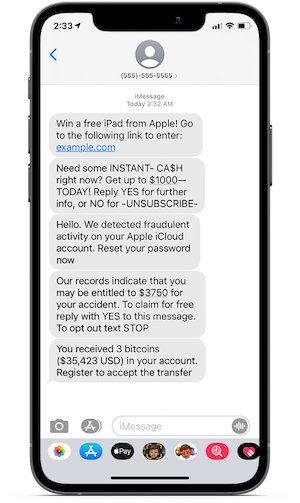 2:33
(555)-555-5555 >
iMessage
Today 2:32 AM
Win a free iPad from Apple! Go
to the following link to enter:
example.com
Need some INSTANT- CA$H
right now? Get up to $1000—
TODAY! Reply YES for further
info, or NO for -UNSUBSCRIBE-
Hello. We detected fraudulent
activity on your Apple iCloud
account. Reset your password
now
Our records indicate that you
may be entitled to $3750 for
your accident. To claim for free
reply with YES to this message.
To opt out text STOP
You received 3 bitcoins
($35,423 USD) in your account.
Register to accept the transfer
iMessage
Pay